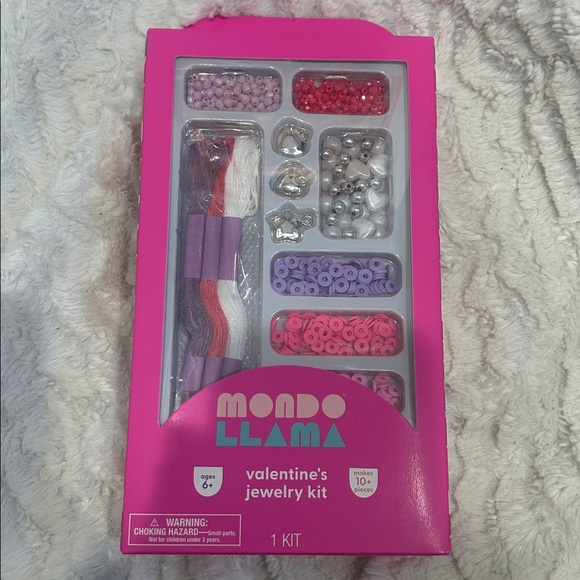 MONDO
LLAMA
ages
6+
valentine's
jewelry kit
makes
10+
pieces
WARNING:
CHOKING HAZARD—Small parts.
Not for children under 3 years.
1 KIT